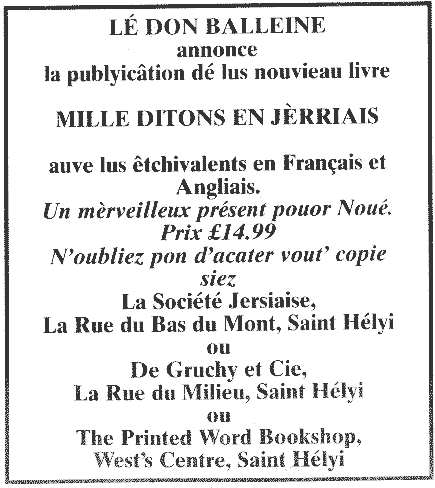 LÉ DON BALLEINE
annonce
la publyicâtion dé lus nouvieau livre
MILLE DITONS EN JÈRRIAIS
auve lus êtchivalents en Français et
Angliais.
Un mèrveilleux présent pouor Noué.
Prix £14.99
N'oubliez pon d'acater vout' copie
siez
La Société Jersiaise,
La Rue du Bas du Mont, Saint Hélyi
ou
De Gruchy et Cie,
La Rue du Milieu, Saint Hélyi
ou
The Printed Word Bookshop,
West's Centre, Saint Hélyi